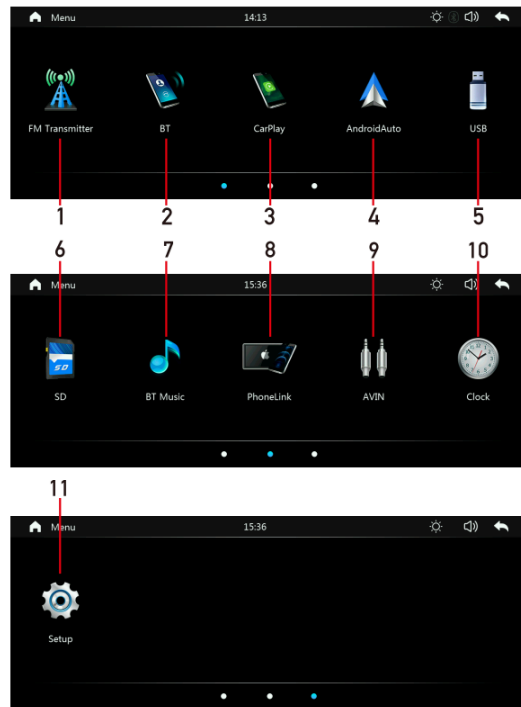 Menu 14:13
FM Transmitter BT CarPlay AndroidAuto USB
1 2 3 4 5
6 7 8 9 10
Menu 15:36
SD
SD BT Music PhoneLink AVIN Clock
11
Menu 15:36
Setup